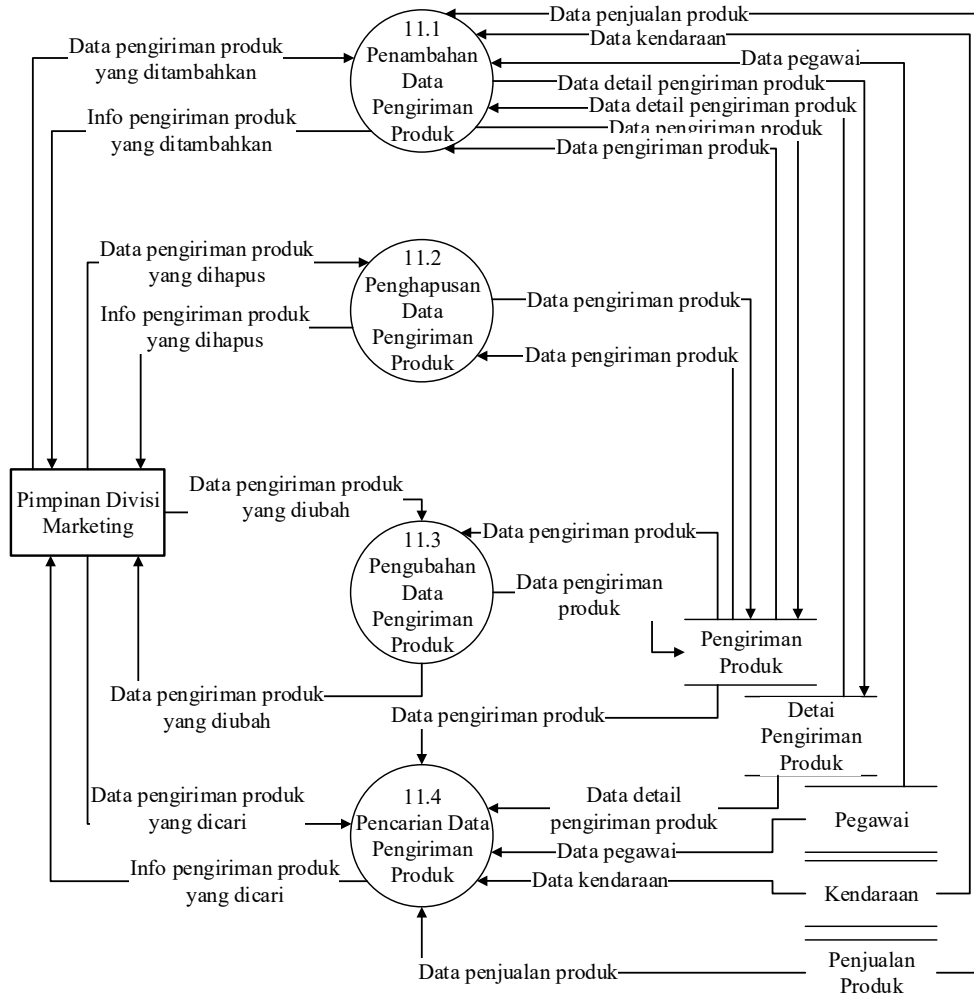 Data penjualan produk
Data kendaraan
Data pegawai
Data detail pengiriman produk
Data detail pengiriman produk
Data pengiriman produk
Data pengiriman produk
11.1
Penambahan
Data
Pengiriman
Produk
Data pengiriman produk
yang ditambahkan
Info pengiriman produk
yang ditambahkan
Data pengiriman produk
yang dihapus
Info pengiriman produk
yang dihapus
11.2
Penghapusan
Data
Pengiriman
Produk
Data pengiriman produk
Data pengiriman produk
Pimpinan Divisi
Marketing
Data pengiriman produk
yang diubah
11.3
Pengubahan
Data
Pengiriman
Produk
Data pengiriman produk
Data pengiriman
produk
Pengiriman
Produk
Data pengiriman produk
yang diubah
Data pengiriman produk
Detai
Pengiriman
Produk
Data pengiriman produk
yang dicari
Info pengiriman produk
yang dicari
11.4
Pencarian Data
Pengiriman
Produk
Data detail
pengiriman produk
Data pegawai
Data kendaraan
Data penjualan produk
Pegawai
Kendaraan
Penjualan
Produk